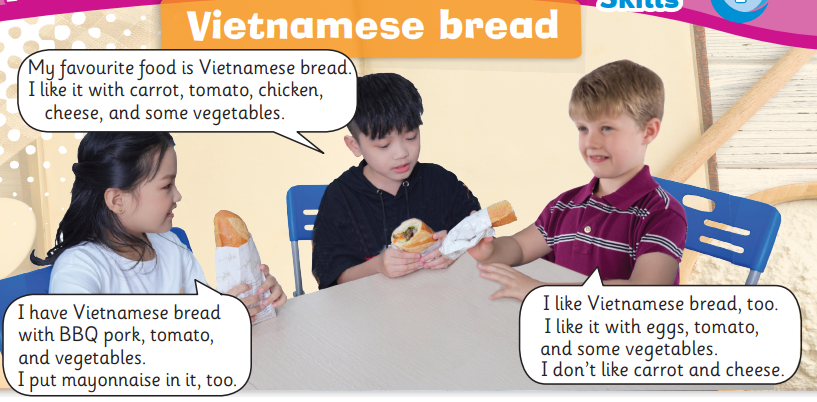 Skills
Vietnamese bread
My favourite food is Vietnamese bread.
I like it with carrot, tomato, chicken,
cheese, and some vegetables.
I have Vietnamese bread
with BBQ pork, tomato,
and vegetables.
I put mayonnaise in it, too.
I like Vietnamese bread, too.
I like it with eggs, tomato,
and some vegetables.
I don't like carrot and cheese.